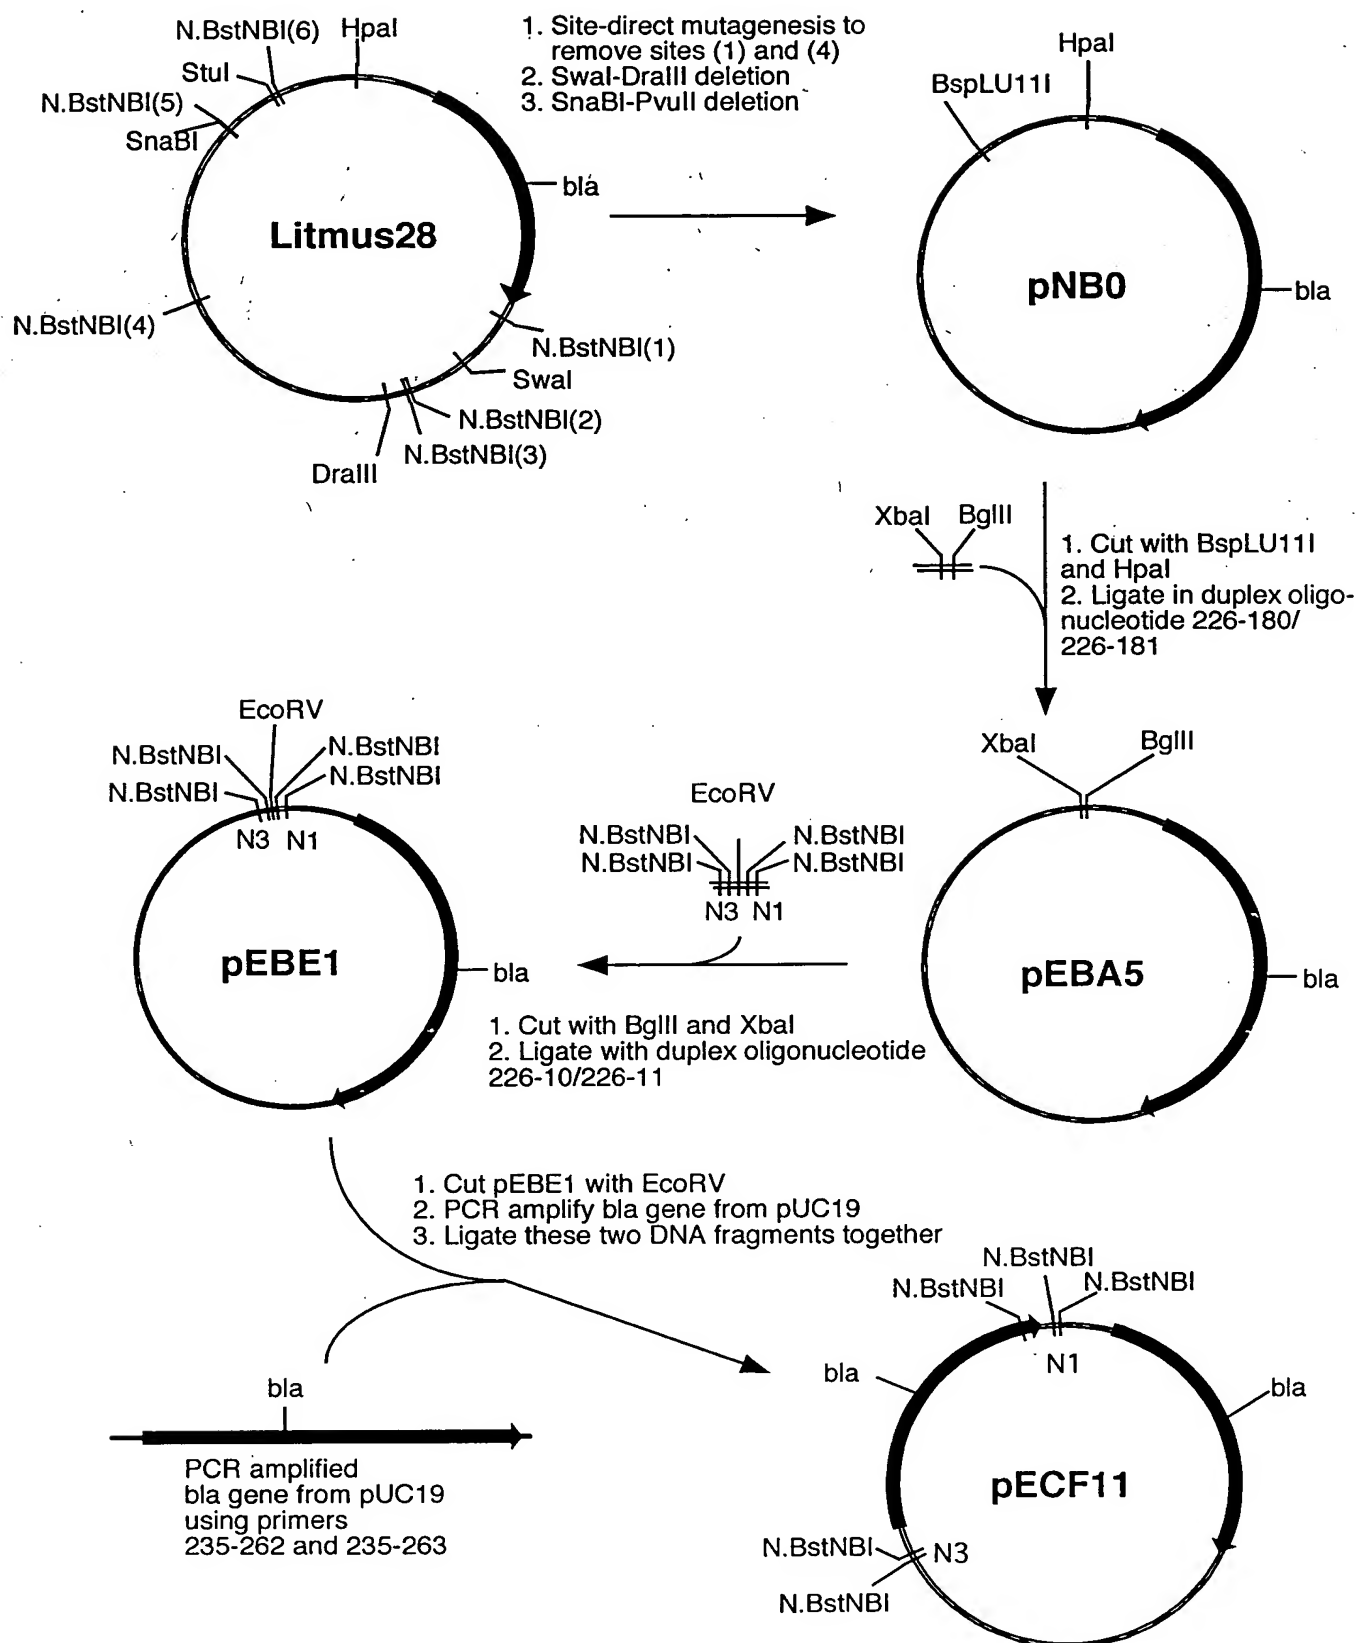 N.BstNBI(6)
HpaI
StuI
N.BstNBI(5)
SnaBI
bla
Litmus28
N.BstNBI(4)
N.BstNBI(1)
SwaI
N.BstNBI(2)
N.BstNBI(3)
DraIII
1. Site-direct mutagenesis to
remove sites (1) and (4)
2. SwaI-DraIII deletion
3. SnaBI-PvuII deletion
HpaI
BspLU11I
pNB0
bla
XbaI
BglII
1. Cut with BspLU11I
and HpaI
2. Ligate in duplex oligo-
nucleotide 226-180/
226-181
XbaI
BglII
pEBA5
bla
EcoRV
N.BstNBI
N.BstNBI
N.BstNBI
N.BstNBI
N3 N1
1. Cut with BglII and XbaI
2. Ligate with duplex oligonucleotide
226-10/226-11
EcoRV
N.BstNBI
N.BstNBI
N.BstNBI
N.BstNBI
N3 N1
pEBE1
bla
1. Cut pEBE1 with EcoRV
2. PCR amplify bla gene from pUC19
3. Ligate these two DNA fragments together
bla
PCR amplified
bla gene from pUC19
using primers
235-262 and 235-263
N.BstNBI
N.BstNBI
N.BstNBI
N1
bla
bla
pECF11
N.BstNBI
N3
N.BstNBI